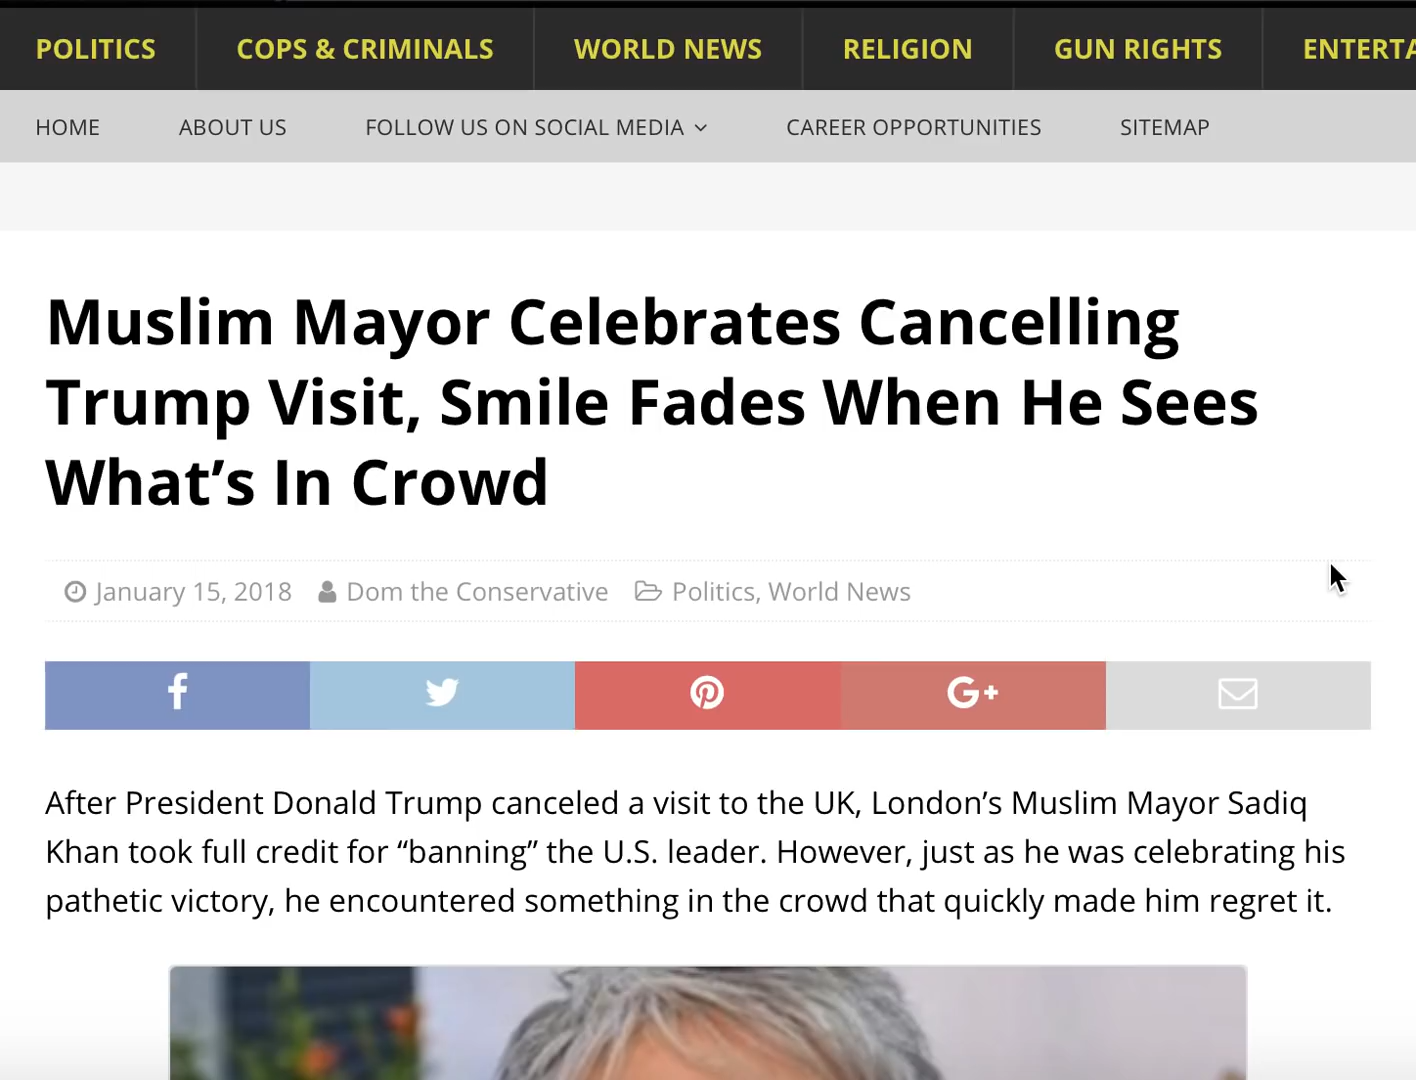 POLITICS COPS & CRIMINALS WORLD NEWS RELIGION GUN RIGHTS ENTERTA
HOME ABOUT US FOLLOW US ON SOCIAL MEDIA CAREER OPPORTUNITIES SITEMAP
Muslim Mayor Celebrates Cancelling
Trump Visit, Smile Fades When He Sees
What’s In Crowd
January 15, 2018 Dom the Conservative Politics, World News
G+
After President Donald Trump canceled a visit to the UK, London’s Muslim Mayor Sadiq
Khan took full credit for “banning” the U.S. leader. However, just as he was celebrating his
pathetic victory, he encountered something in the crowd that quickly made him regret it.